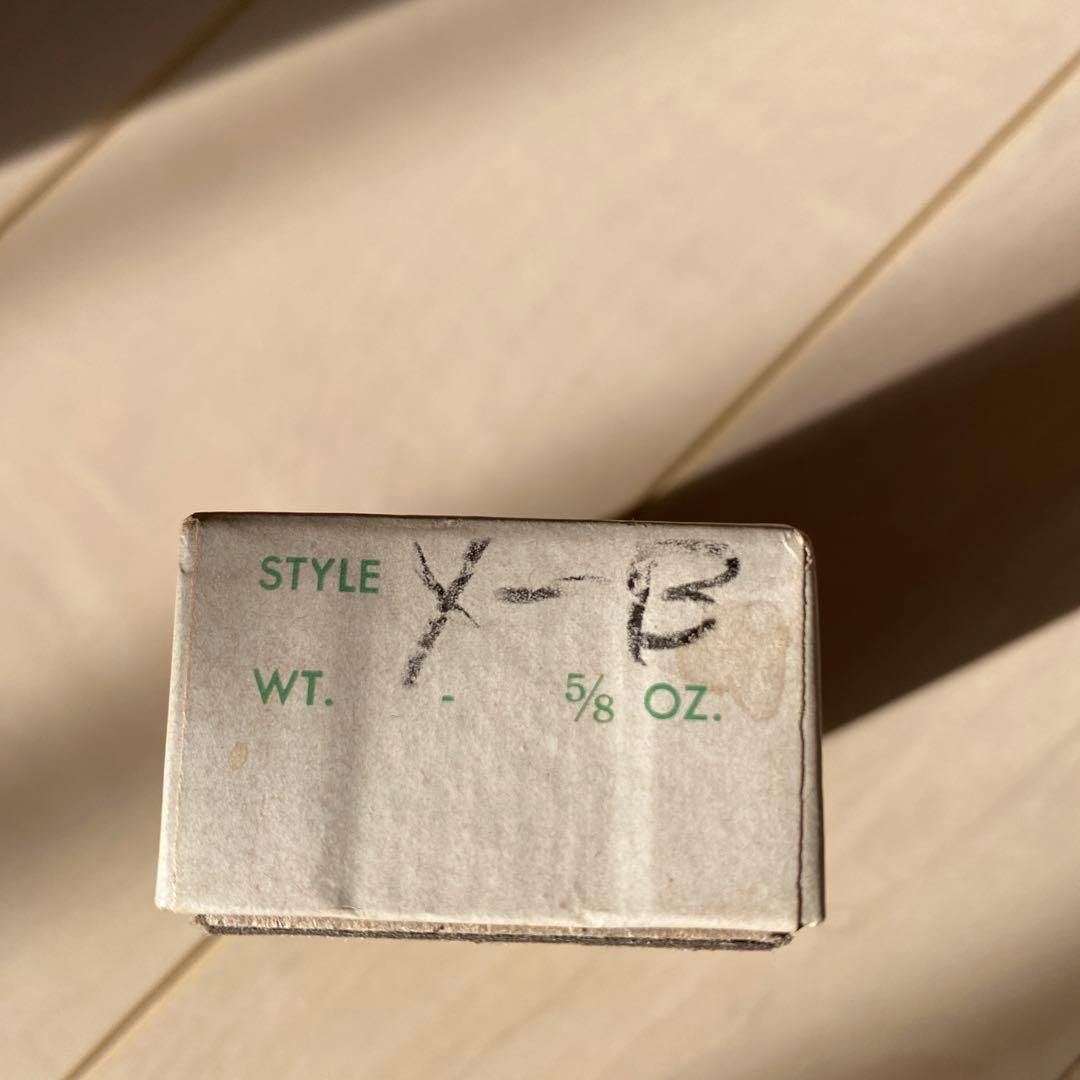 STYLE Y-B
WT. - 5/8 OZ.